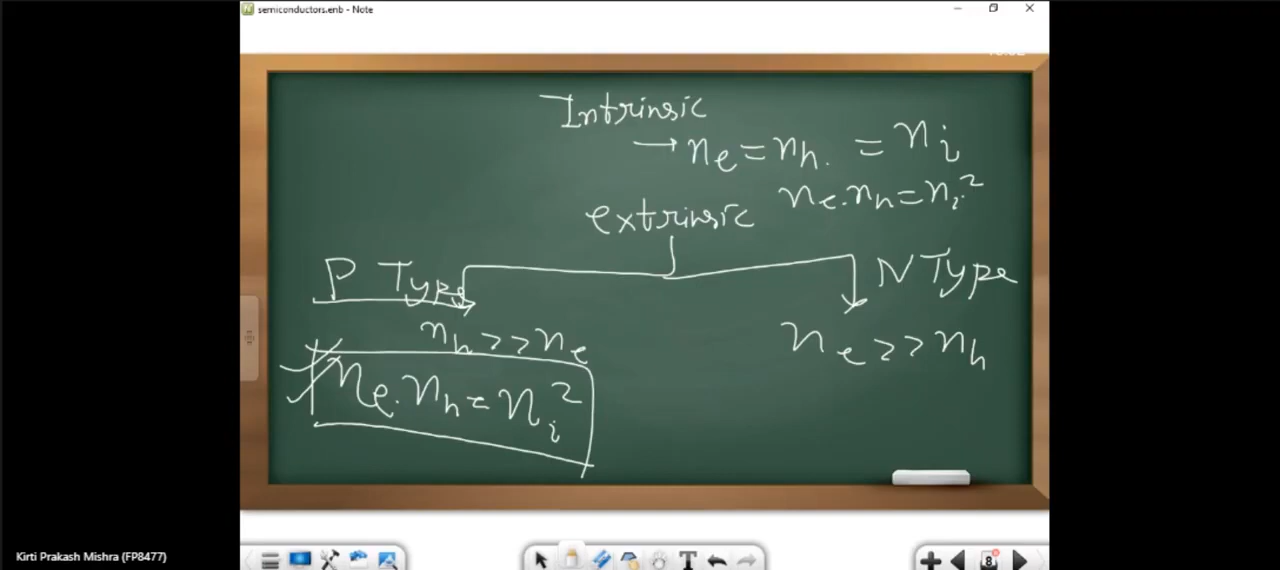 semiconductors.enb - Note
Intrinsic
→ne=nh. = ni
ne.nh=ni²
extrinsic
P Type
N Type
nh>>ne
ne>>nh
ne.nh=ni²
Kirti Prakash Mishra (FP8477)
T
8